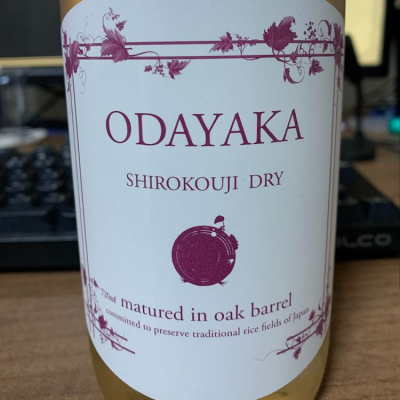 ODAYAKA
SHIROKOUJI DRY
720㎖ matured in oak barrel
committed to preserve traditional rice fields of Japan